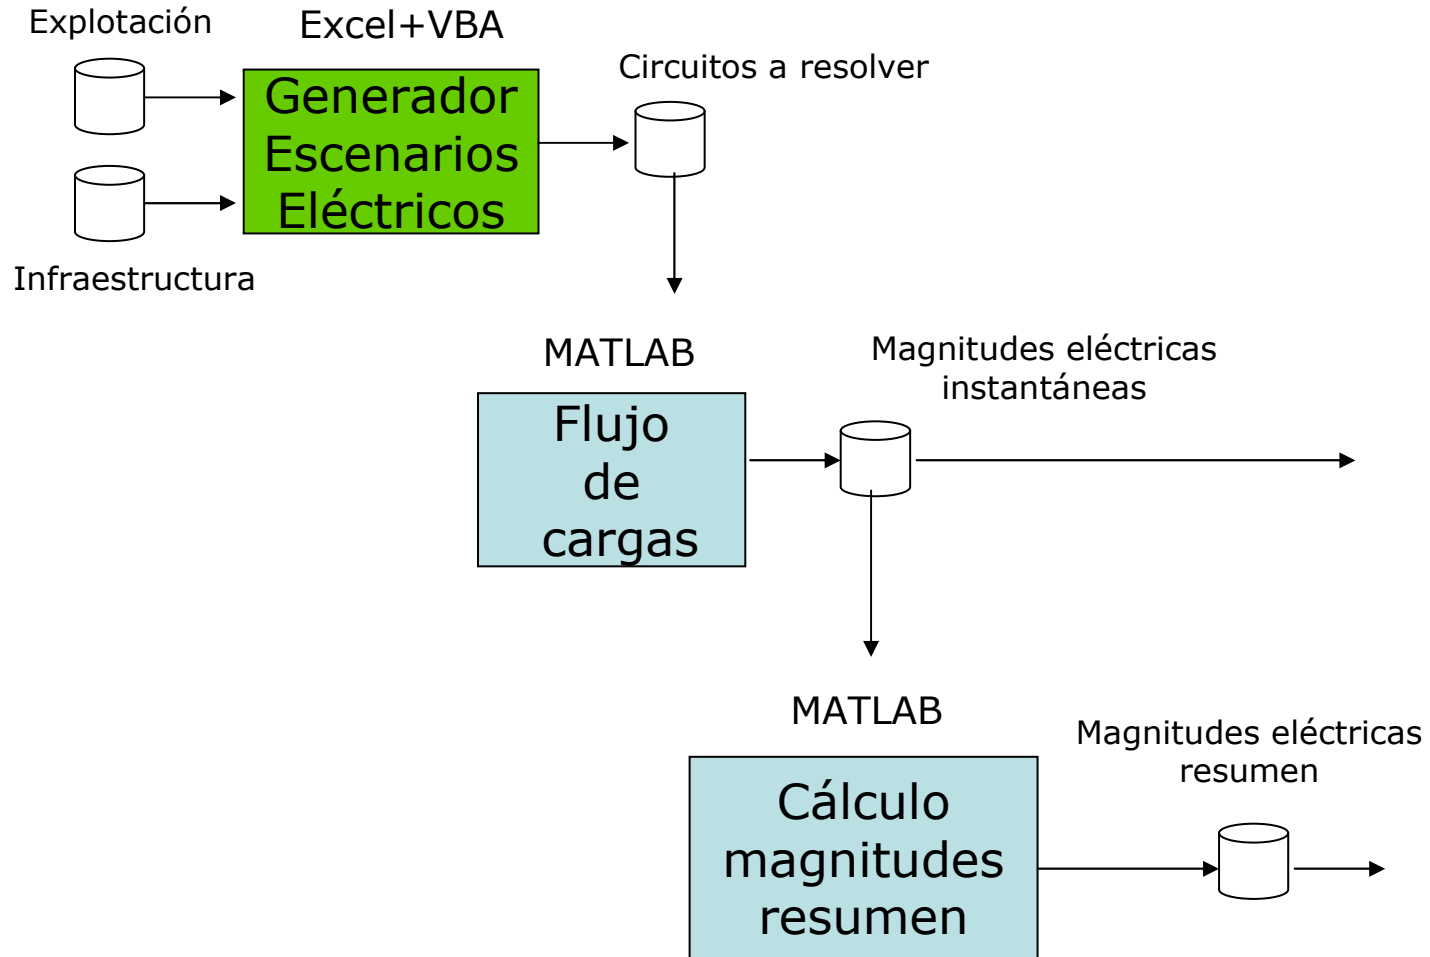 Explotación
Excel+VBA
Circuitos a resolver
Generador
Escenarios
Eléctricos
Infraestructura
MATLAB
Magnitudes eléctricas
instantáneas
Flujo
de
cargas
MATLAB
Magnitudes eléctricas
resumen
Cálculo
magnitudes
resumen